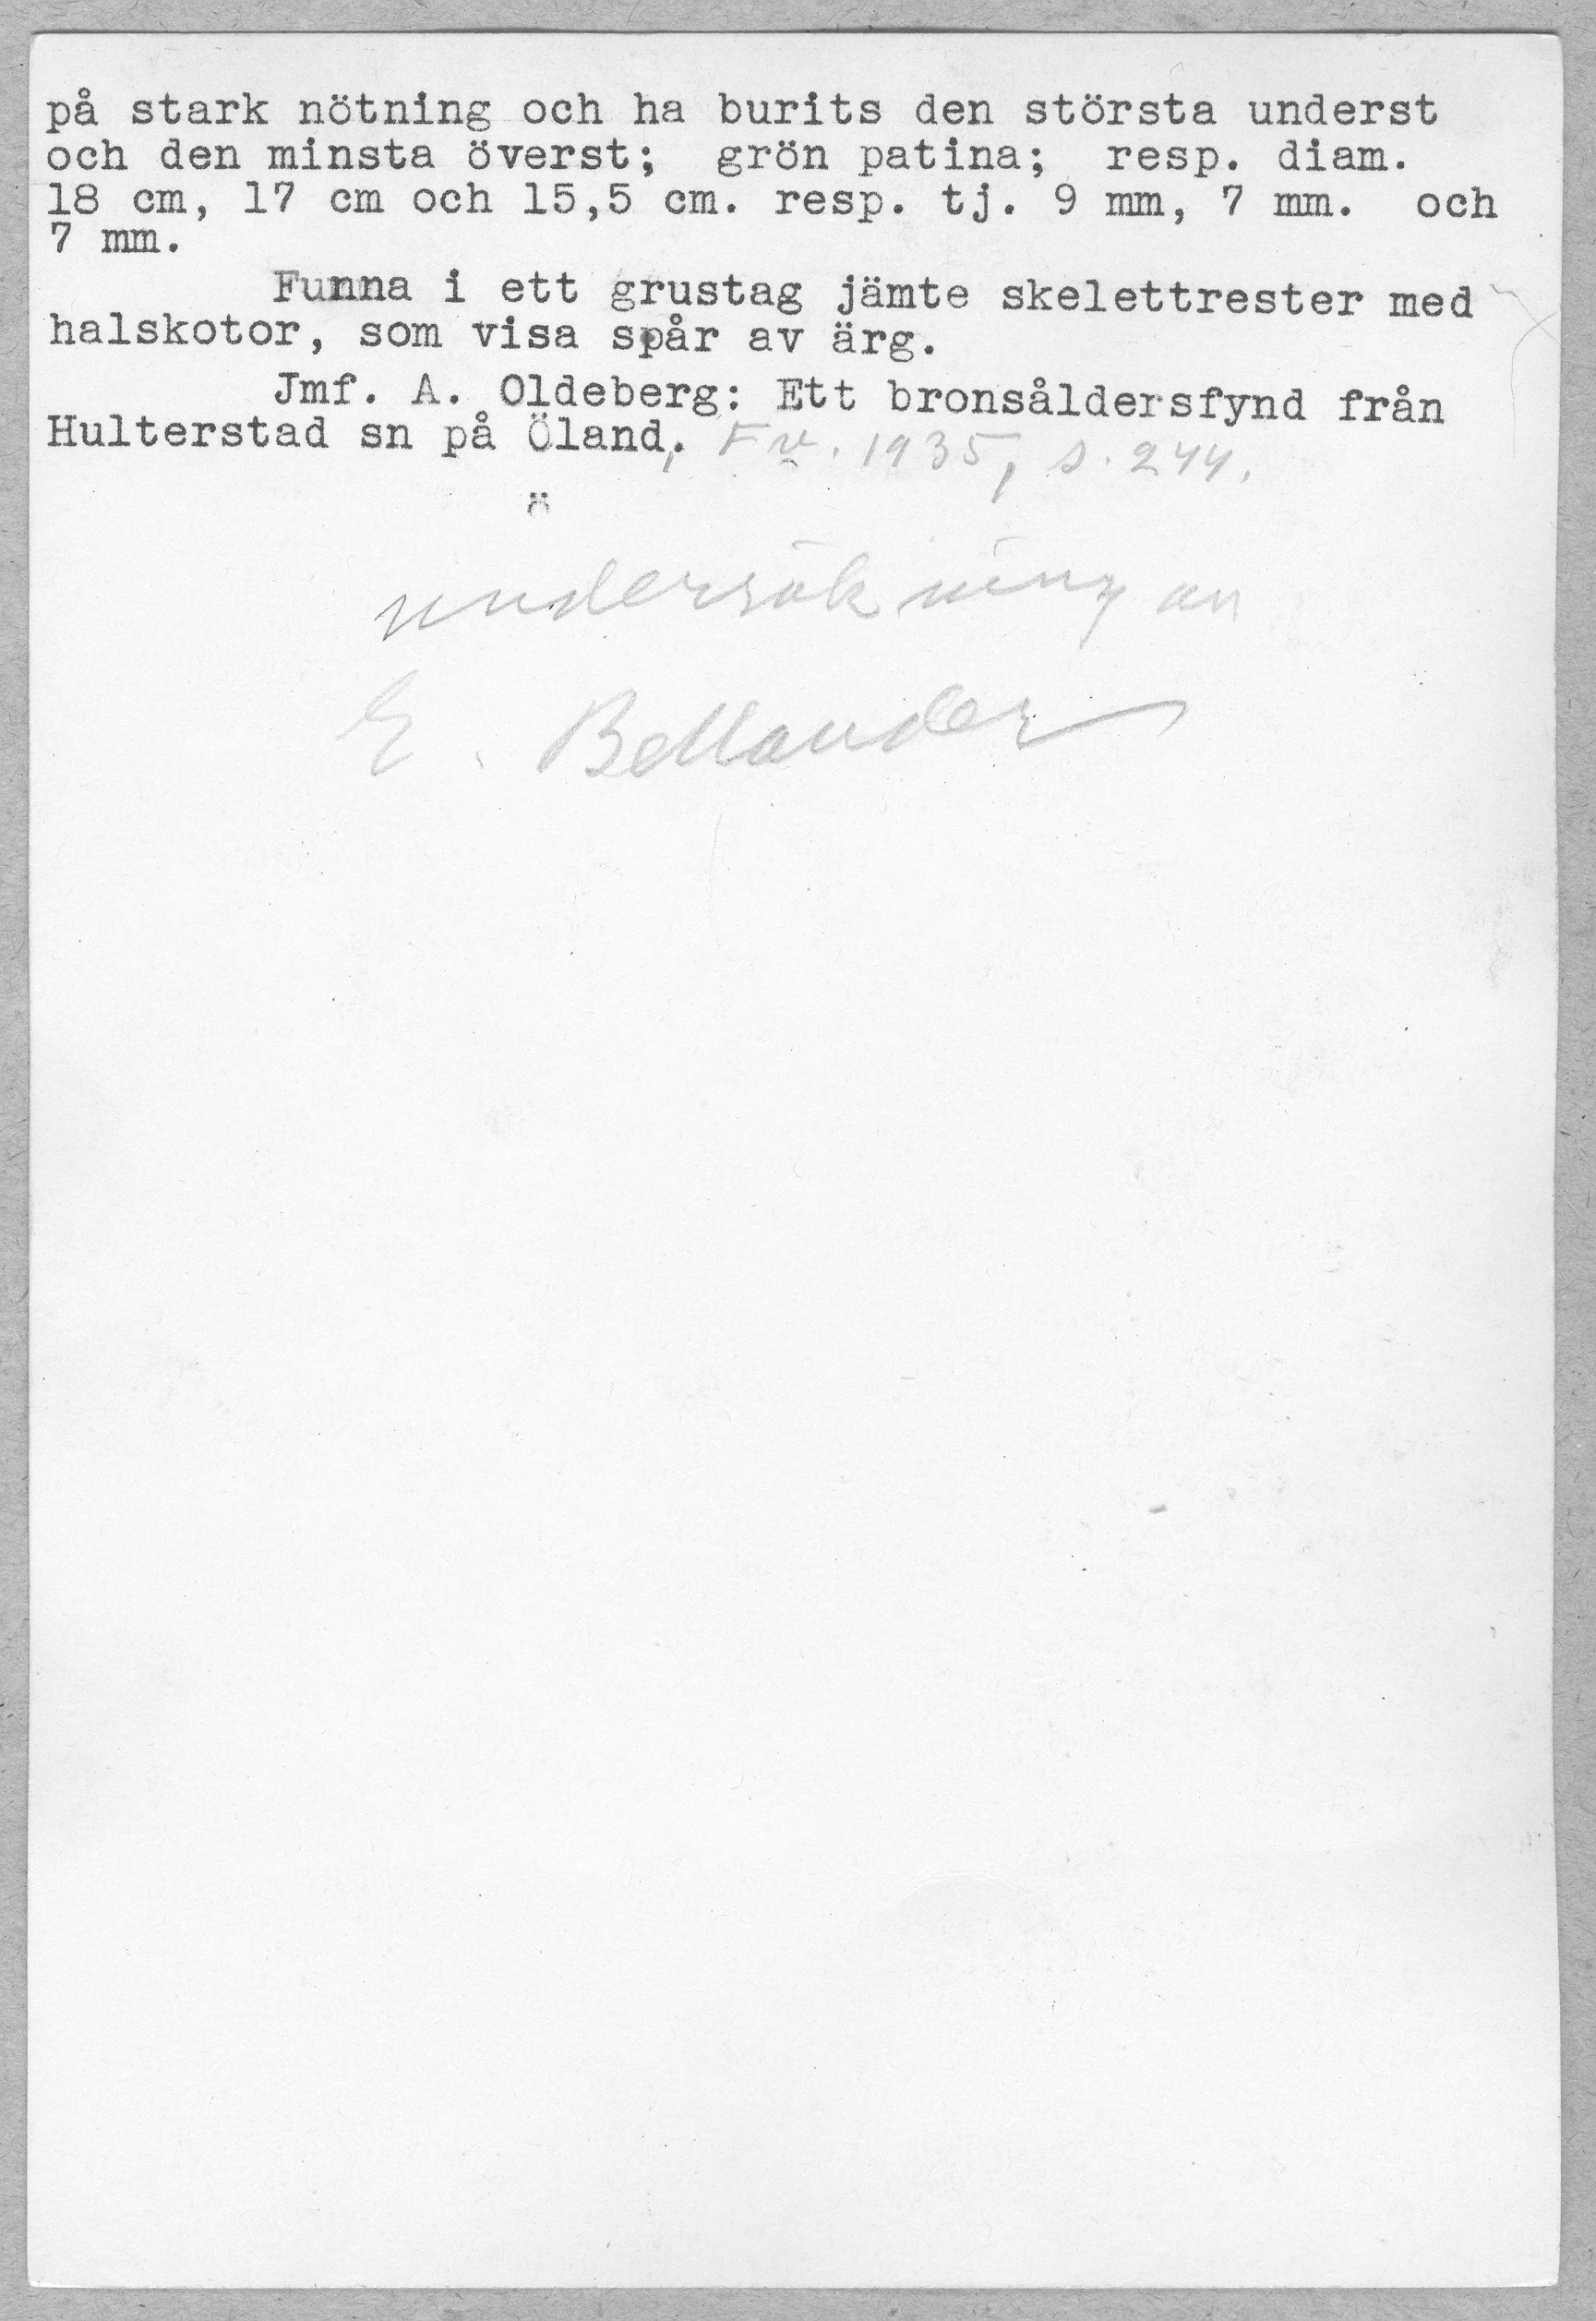 på stark nötning och ha burits den största underst
och den minsta överst; grön patina; resp. diam.
18 cm, 17 cm och 15,5 cm. resp. tj. 9 mm, 7 mm. och
7 mm.
Funna i ett grustag jämte skelettrester med
halskotor, som visa spår av ärg.
Jmf. A. Oldeberg: Ett bronsåldersfynd från
Hulterstad sn på Öland, Fv. 1935, s. 244.
ö
undersökning av
E. Bellander